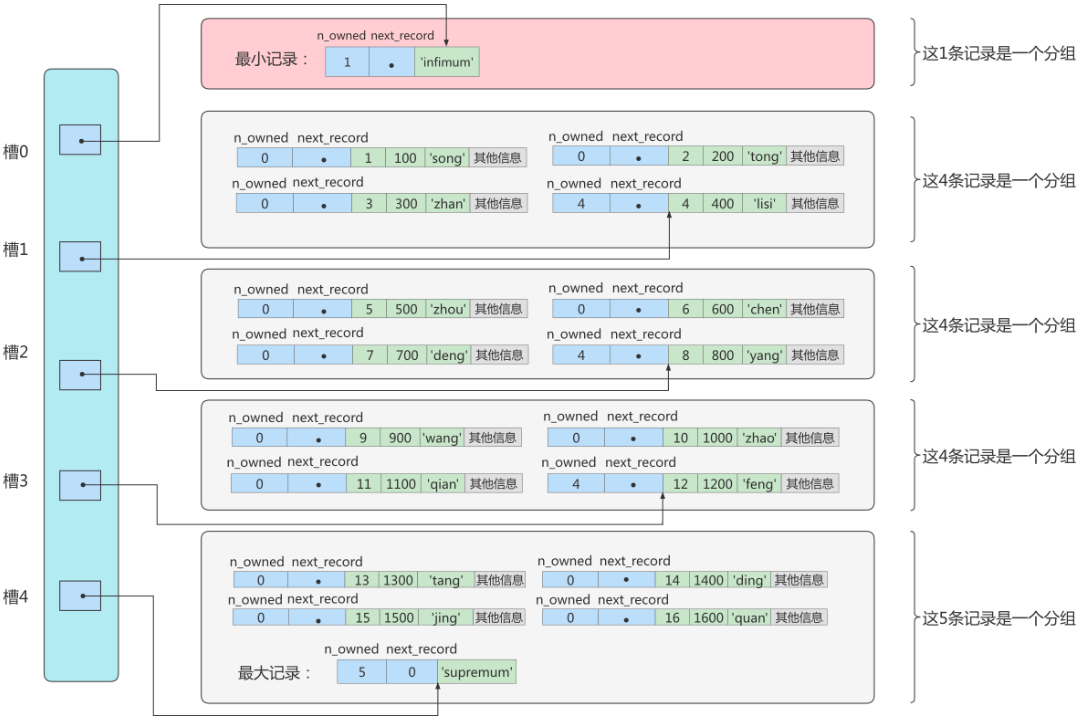 n_owned next_record
最小记录： 1 'infimum'
这1条记录是一个分组
槽0
n_owned next_record n_owned next_record
0 1 100 'song' 其他信息 0 2 200 'tong' 其他信息
n_owned next_record n_owned next_record
0 3 300 'zhan' 其他信息 4 4 400 'lisi' 其他信息
这4条记录是一个分组
槽1
n_owned next_record n_owned next_record
0 5 500 'zhou' 其他信息 0 6 600 'chen' 其他信息
n_owned next_record n_owned next_record
0 7 700 'deng' 其他信息 4 8 800 'yang' 其他信息
这4条记录是一个分组
槽2
n_owned next_record n_owned next_record
0 9 900 'wang' 其他信息 0 10 1000 'zhao' 其他信息
n_owned next_record n_owned next_record
0 11 1100 'qian' 其他信息 4 12 1200 'feng' 其他信息
这4条记录是一个分组
槽3
n_owned next_record n_owned next_record
0 13 1300 'tang' 其他信息 0 14 1400 'ding' 其他信息
n_owned next_record n_owned next_record
0 15 1500 'jing' 其他信息 0 16 1600 'quan' 其他信息
槽4
n_owned next_record
最大记录： 5 0 'supremum'
这5条记录是一个分组